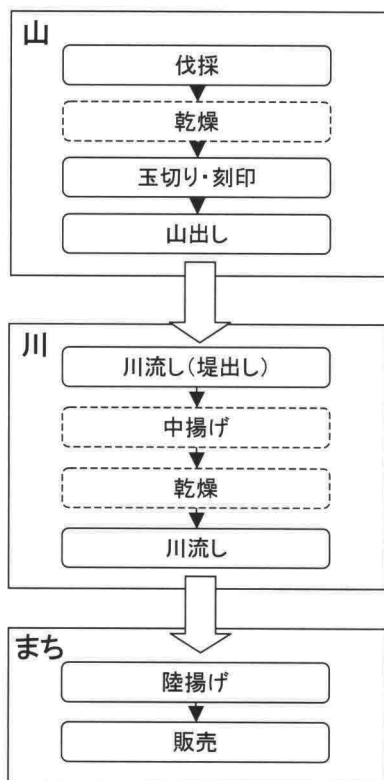 山
伐採
乾燥
玉切り・刻印
山出し
川
川流し(堤出し)
中揚げ
乾燥
川流し
まち
陸揚げ
販売